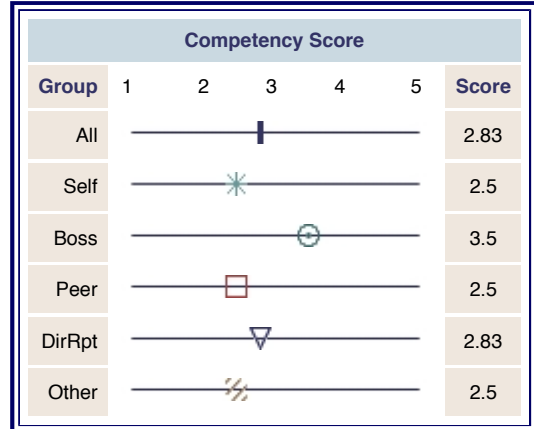 Competency Score
Group 1 2 3 4 5 Score
All 2.83
Self 2.5
Boss 3.5
Peer 2.5
DirRpt 2.83
Other 2.5